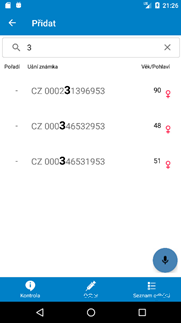 21:26
Přidat
3
Pořadí Ušní známka Věk/Pohlaví
- CZ 000231396953 90
- CZ 000346532953 48
- CZ 000346531953 51
Kontrola Seznam